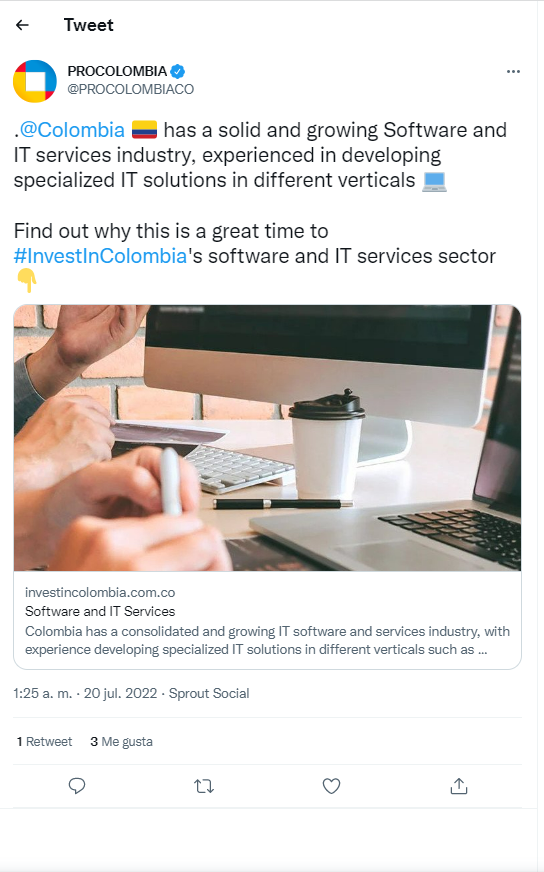 Tweet
PROCOLOMBIA
@PROCOLOMBIACO
.@Colombia 🇨🇴 has a solid and growing Software and
IT services industry, experienced in developing
specialized IT solutions in different verticals 💻
Find out why this is a great time to
#InvestInColombia's software and IT services sector
👇
investincolombia.com.co
Software and IT Services
Colombia has a consolidated and growing IT software and services industry, with
experience developing specialized IT solutions in different verticals such as ...
1:25 a. m. · 20 jul. 2022 · Sprout Social
1 Retweet 3 Me gusta